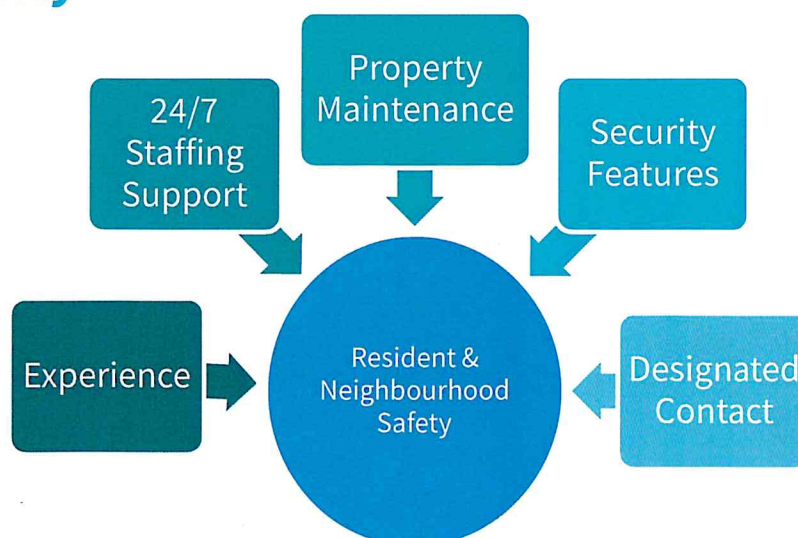 Property
Maintenance
24/7
Staffing
Support
Security
Features
Experience
Resident &
Neighbourhood
Safety
Designated
Contact